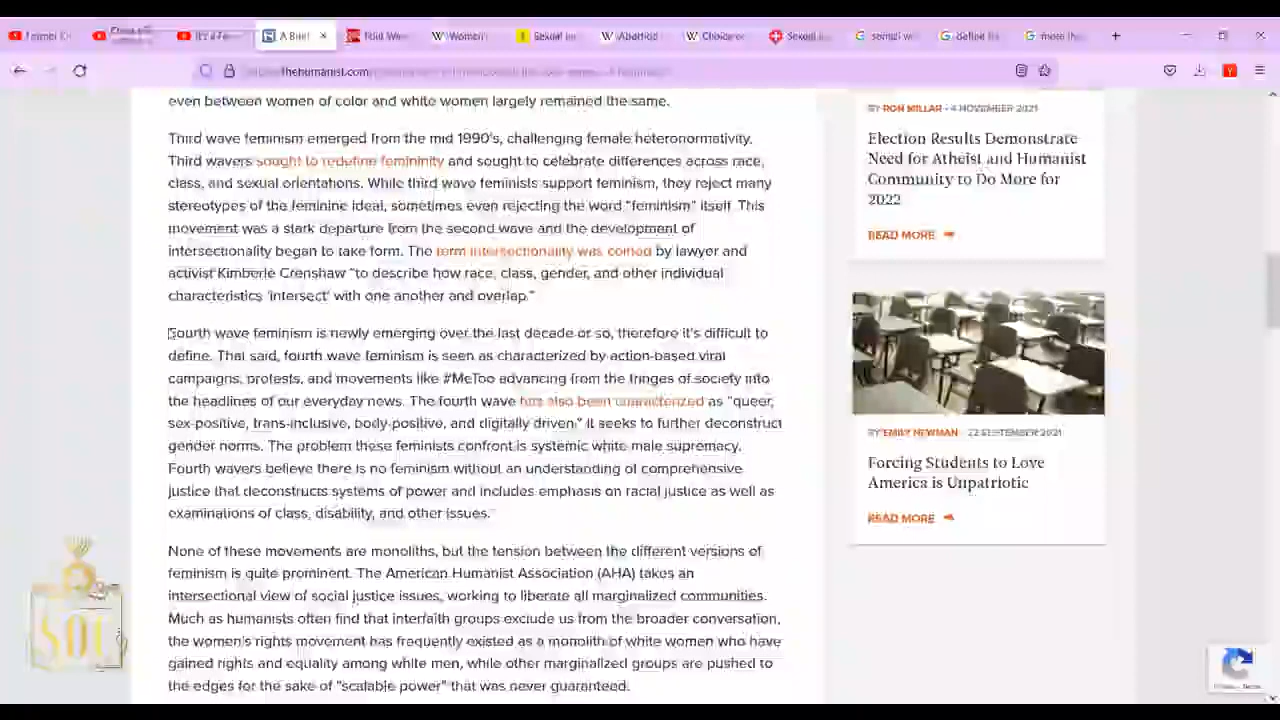 A Brief
Women's
Sexual
Abortion
Choice
define
more
thehumanist.com
even between women of color and white women largely remained the same.
Third wave feminism emerged from the mid 1990's, challenging female heteronormativity.
Third wavers sought to redefine femininity and sought to celebrate differences across race,
class, and sexual orientations. While third wave feminists support feminism, they reject many
stereotypes of the feminine ideal, sometimes even rejecting the word "feminism" itself. This
movement was a stark departure from the second wave and the development of
intersectionality began to take form. The term intersectionality was coined by lawyer and
activist Kimberle Crenshaw "to describe how race, class, gender, and other individual
characteristics 'intersect' with one another and overlap."
Fourth wave feminism is newly emerging over the last decade or so, therefore it's difficult to
define. That said, fourth wave feminism is seen as characterized by action-based viral
campaigns, protests, and movements like #MeToo advancing from the fringes of society into
the headlines of our everyday news. The fourth wave has also been characterized as "queer,
sex-positive, trans-inclusive, body-positive, and digitally driven." It seeks to further deconstruct
gender norms. The problem these feminists confront is systemic white male supremacy.
Fourth wavers believe there is no feminism without an understanding of comprehensive
justice that deconstructs systems of power and includes emphasis on racial justice as well as
examinations of class, disability, and other issues.
None of these movements are monoliths, but the tension between the different versions of
feminism is quite prominent. The American Humanist Association (AHA) takes an
intersectional view of social justice issues, working to liberate all marginalized communities.
Much as humanists often find that interfaith groups exclude us from the broader conversation,
the women's rights movement has frequently existed as a monolith of white women who have
gained rights and equality among white men, while other marginalized groups are pushed to
the edges for the sake of "scalable power" that was never guaranteed.
BY RON MILLAR • 4 NOVEMBER 2021
Election Results Demonstrate
Need for Atheist and Humanist
Community to Do More for
2022
READ MORE
BY EMILY NEWMAN • 22 SEPTEMBER 2021
Forcing Students to Love
America is Unpatriotic
READ MORE